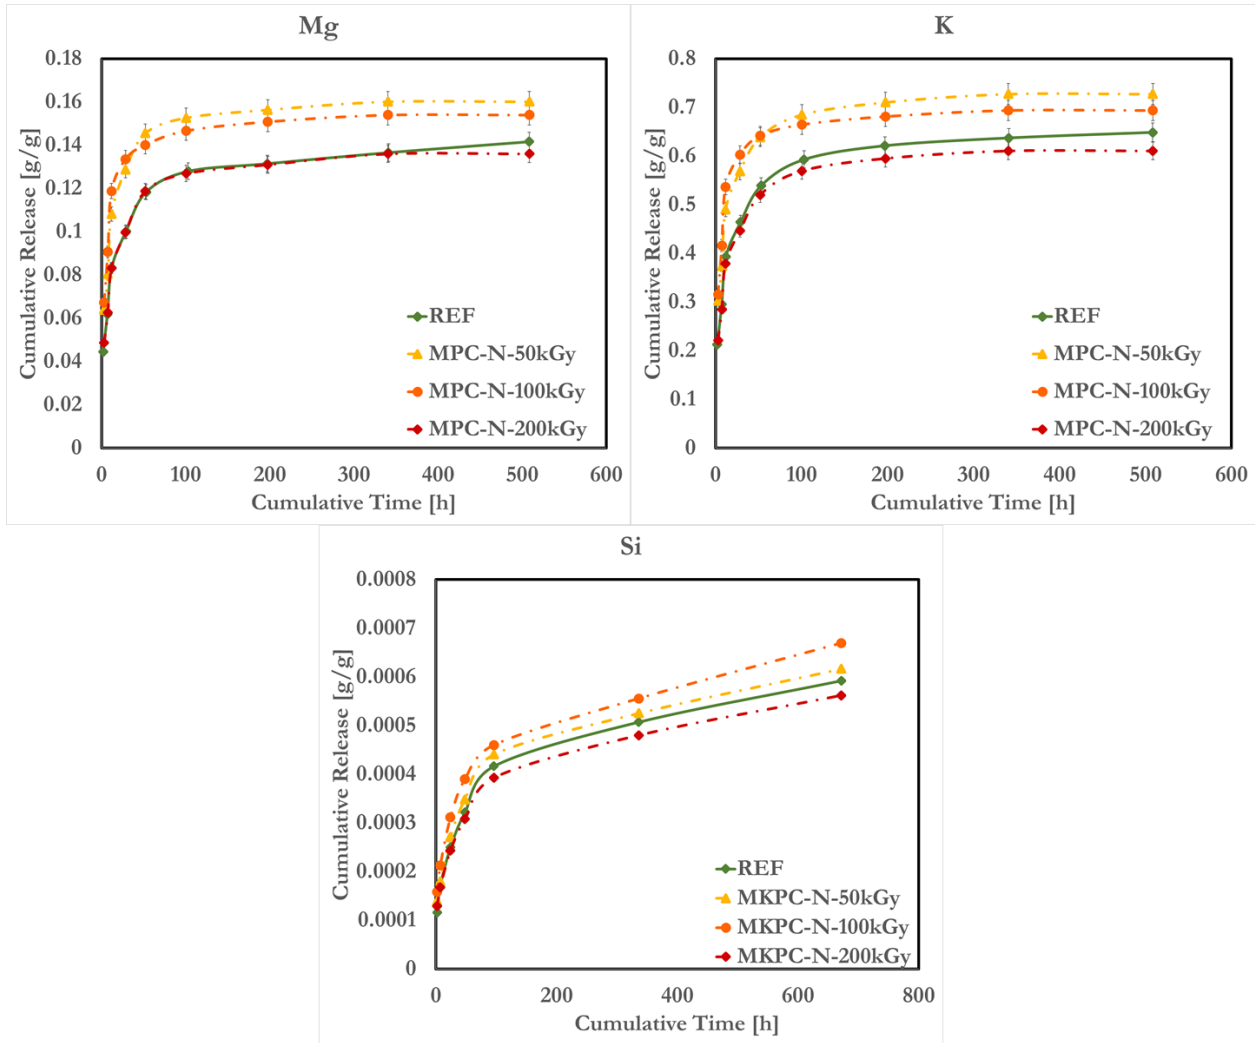 Mg
0.18
0.16
0.14
0.12
0.1
0.08
0.06
0.04
0.02
0
Cumulative Release [g/g]
REF
MPC-N-50kGy
MPC-N-100kGy
MPC-N-200kGy
0 100 200 300 400 500 600
Cumulative Time [h]
K
0.8
0.7
0.6
0.5
0.4
0.3
0.2
0.1
0
Cumulative Release [g/g]
REF
MPC-N-50kGy
MPC-N-100kGy
MPC-N-200kGy
0 100 200 300 400 500 600
Cumulative Time [h]
Si
0.0008
0.0007
0.0006
0.0005
0.0004
0.0003
0.0002
0.0001
0
Cumulative Release [g/g]
REF
MKPC-N-50kGy
MKPC-N-100kGy
MKPC-N-200kGy
0 200 400 600 800
Cumulative Time [h]